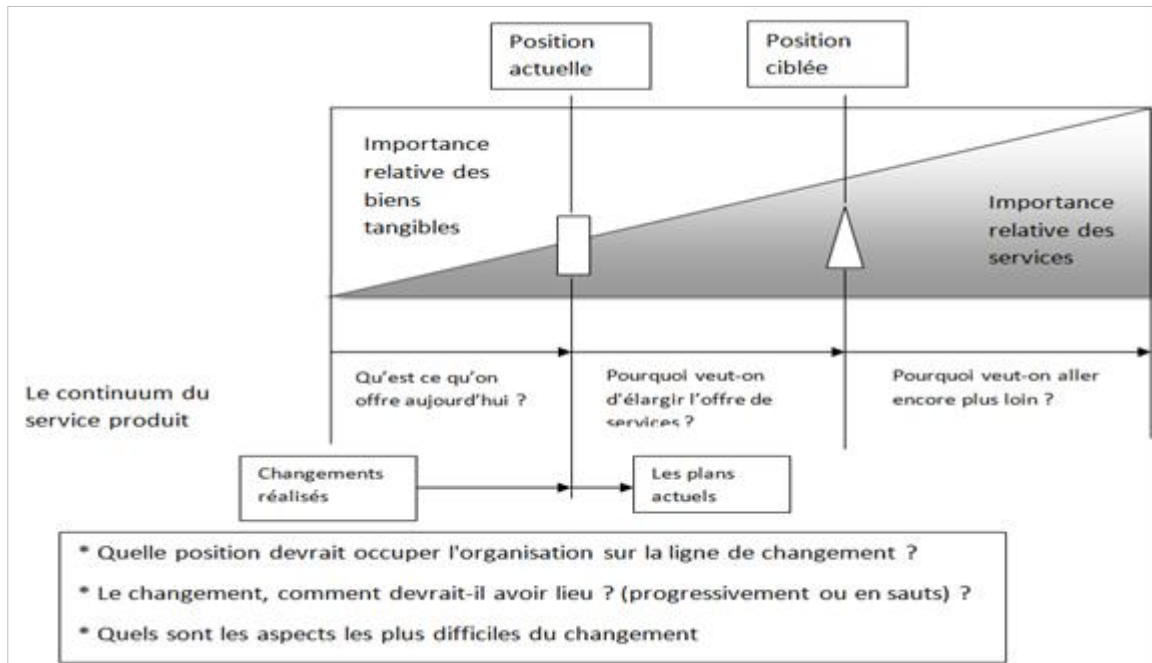 Position
actuelle
Position
ciblée
Importance
relative des
biens
tangibles
Importance
relative des
services
Le continuum du
service produit
Qu'est ce qu'on
offre aujourd'hui ?
Pourquoi veut-on
d'élargir l'offre de
services ?
Pourquoi veut-on aller
encore plus loin ?
Changements
réalisés
Les plans
actuels
* Quelle position devrait occuper l'organisation sur la ligne de changement ?
* Le changement, comment devrait-il avoir lieu ? (progressivement ou en sauts) ?
* Quels sont les aspects les plus difficiles du changement